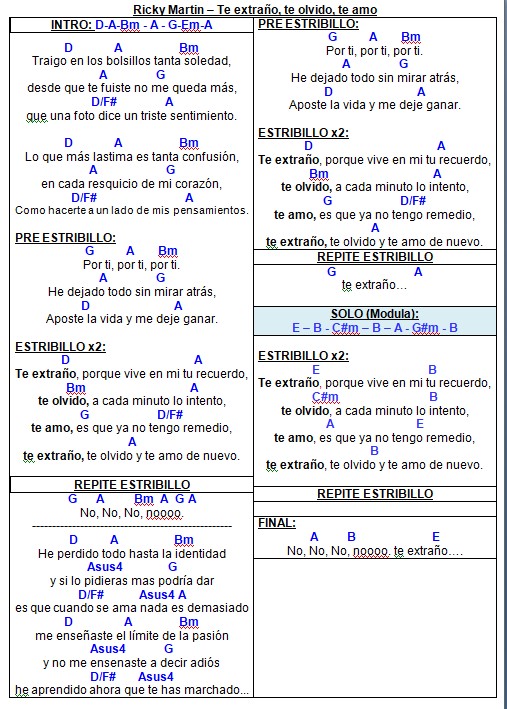 Ricky Martin – Te extraño, te olvido, te amo
INTRO: D-A-Bm - A - G-Em-A
D A Bm
Traigo en los bolsillos tanta soledad,
A G
desde que te fuiste no me queda más,
D/F# A
que una foto dice un triste sentimiento.
D A Bm
Lo que más lastima es tanta confusión,
A G
en cada resquicio de mi corazón,
D/F# A
Como hacerte a un lado de mis pensamientos.
PRE ESTRIBILLO:
G A Bm
Por ti, por ti, por ti.
A G
He dejado todo sin mirar atrás,
D A
Aposte la vida y me deje ganar.
ESTRIBILLO x2:
D A
Te extraño, porque vive en mi tu recuerdo,
Bm A
te olvido, a cada minuto lo intento,
G D/F#
te amo, es que ya no tengo remedio,
A
te extraño, te olvido y te amo de nuevo.
REPITE ESTRIBILLO
G A Bm A G A
No, No, No, noooo.
--------------------------------------------------
D A Bm
He perdido todo hasta la identidad
Asus4 G
y si lo pidieras mas podría dar
D/F# Asus4 A
es que cuando se ama nada es demasiado
D A Bm
me enseñaste el límite de la pasión
Asus4 G
y no me ensenaste a decir adiós
D/F# Asus4
he aprendido ahora que te has marchado...
PRE ESTRIBILLO:
G A Bm
Por ti, por ti, por ti.
A G
He dejado todo sin mirar atrás,
D A
Aposte la vida y me deje ganar.
ESTRIBILLO x2:
D A
Te extraño, porque vive en mi tu recuerdo,
Bm A
te olvido, a cada minuto lo intento,
G D/F#
te amo, es que ya no tengo remedio,
A
te extraño, te olvido y te amo de nuevo.
REPITE ESTRIBILLO
G A
te extraño...
SOLO (Modula):
E – B - C#m – B – A - G#m - B
ESTRIBILLO x2:
E B
Te extraño, porque vive en mi tu recuerdo,
C#m B
te olvido, a cada minuto lo intento,
A E
te amo, es que ya no tengo remedio,
B
te extraño, te olvido y te amo de nuevo.
REPITE ESTRIBILLO
FINAL:
A B E
No, No, No, noooo. te extraño….